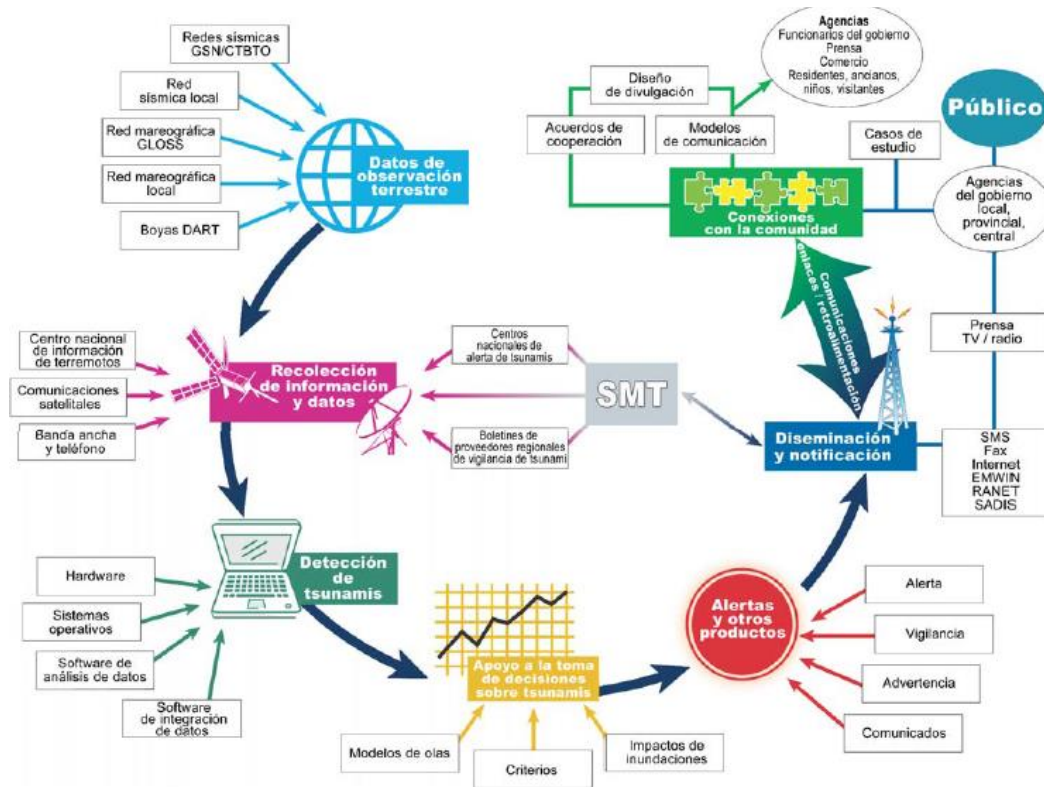 Redes sísmicas
GSN/CTBTO
Red
sísmica local
Red mareográfica
GLOSS
Red mareográfica
local
Boyas DART
Datos de
observación
terrestre
Agencias
Funcionarios del gobierno
Prensa
Comercio
Residentes, ancianos,
niños, visitantes
Diseño
de divulgación
Acuerdos de
cooperación
Modelos
de comunicación
Casos de
estudio
Público
Agencias
del gobierno
local,
provincial,
central
Conexiones
con la comunidad
Comunicaciones
enlaces / retroalimentación
Prensa
TV / radio
Centro nacional
de información
de terremotos
Comunicaciones
satelitales
Banda ancha
y teléfono
Recolección
de información
y datos
Centros
nacionales de
alerta de tsunamis
Boletines de
proveedores regionales
de vigilancia de tsunami
SMT
Diseminación
y notificación
SMS
Fax
Internet
EMWIN
RANET
SADIS
Hardware
Sistemas
operativos
Software de
análisis de datos
Software
de integración
de datos
Detección
de
tsunamis
Apoyo a la toma
de decisiones
sobre tsunamis
Modelos de olas
Criterios
Impactos de
inundaciones
Alertas
y otros
productos
Alerta
Vigilancia
Advertencia
Comunicados